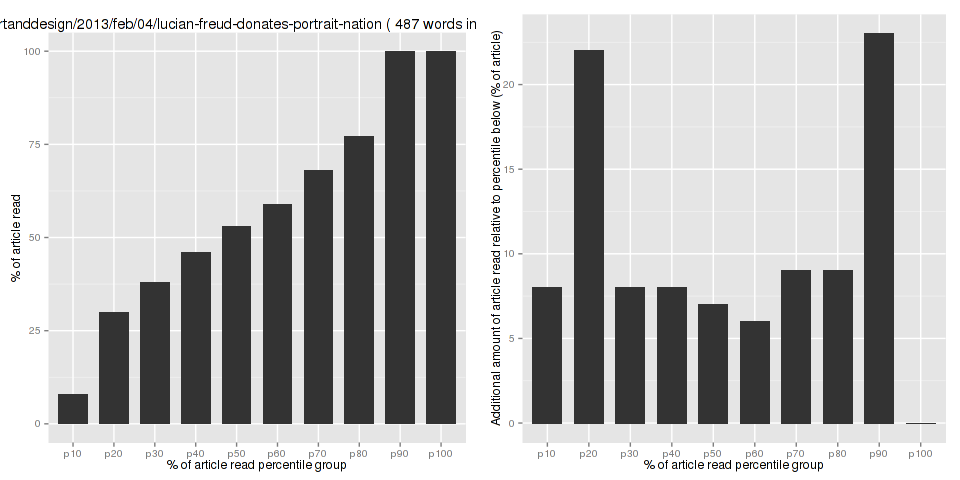 rtanddesign/2013/feb/04/lucian-freud-donates-portrait-nation ( 487 words in
% of article read
100
75
50
25
0
p10 p20 p30 p40 p50 p60 p70 p80 p90 p100
% of article read percentile group
Additional amount of article read relative to percentile below (% of article)
20
15
10
5
0
p10 p20 p30 p40 p50 p60 p70 p80 p90 p100
% of article read percentile group